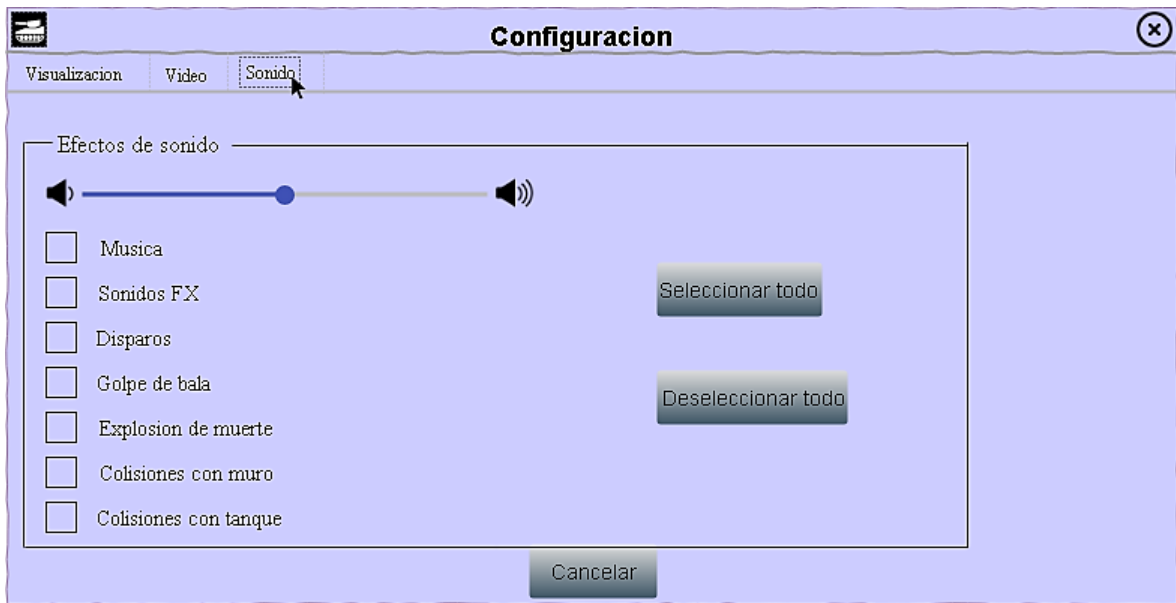 Configuracion
Visualizacion Video Sonido
Efectos de sonido
Musica
Sonidos FX
Seleccionar todo
Disparos
Golpe de bala
Deseleccionar todo
Explosion de muerte
Colisiones con muro
Colisiones con tanque
Cancelar